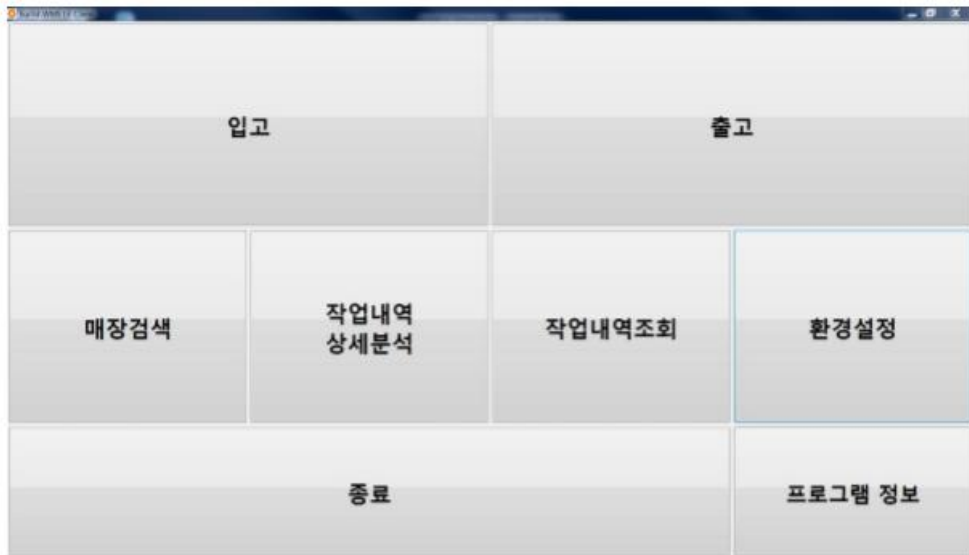 입고
출고
매장검색
작업내역
상세분석
작업내역조회
환경설정
종료
프로그램 정보